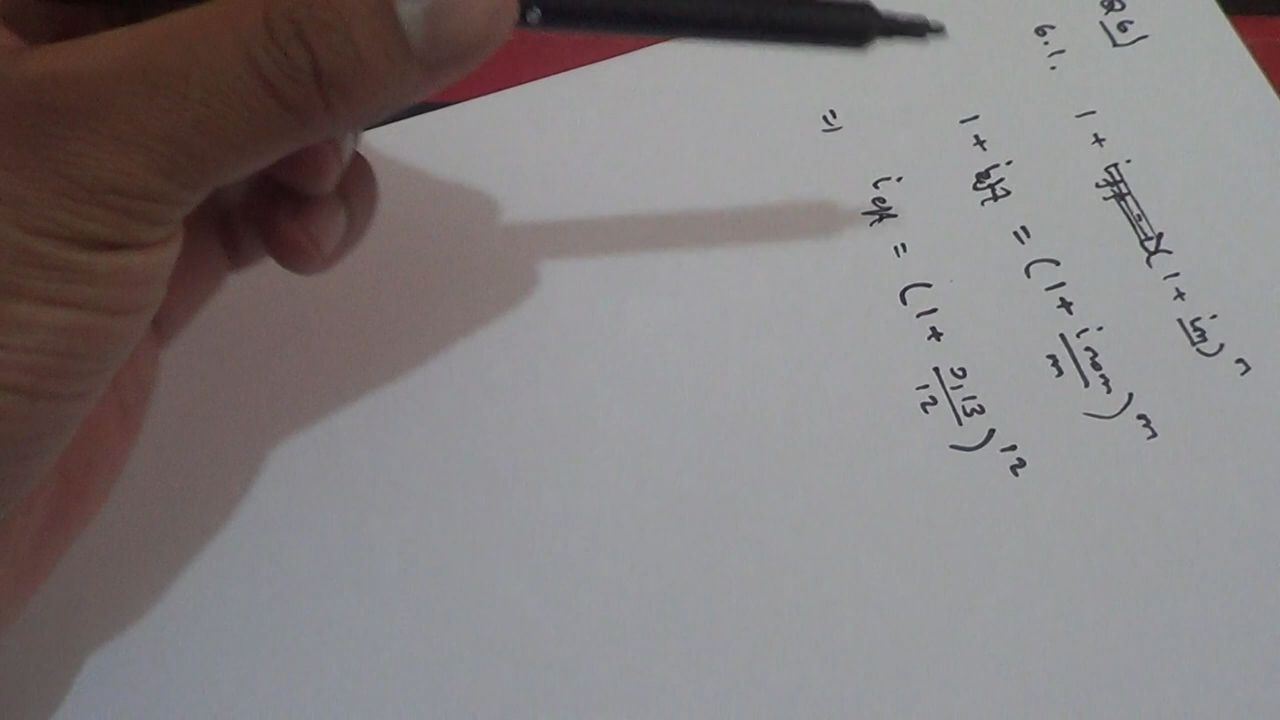 Q6)
6.1.
1 + i (1 + im)^n
1 + ieff = (1 + inom/m)^m
=) ieff = (1 + 0,13/12)^12